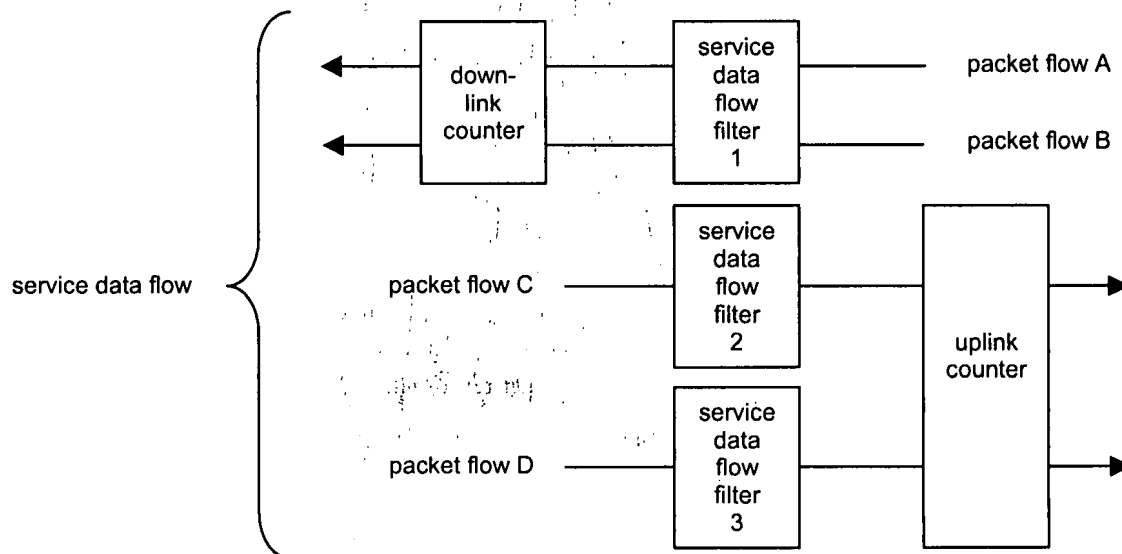 down-
link
counter
service
data
flow
filter
1
packet flow A
packet flow B
service data flow
packet flow C
service
data
flow
filter
2
uplink
counter
packet flow D
service
data
flow
filter
3